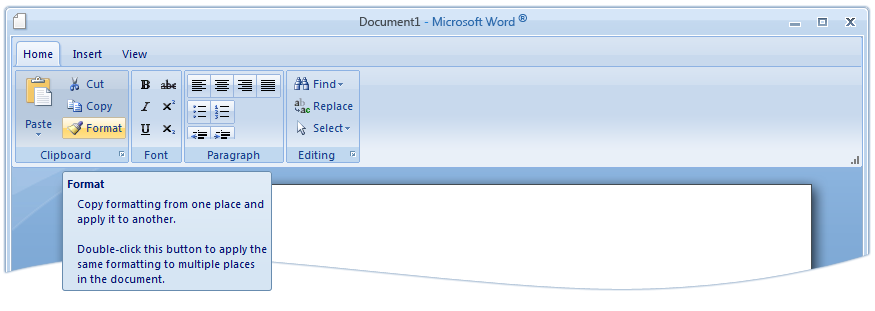 Document1 - Microsoft Word ®
Home Insert View
Cut
Copy
Format
Paste
Clipboard
B abc
I x²
U x₂
Font
Paragraph
Find
Replace
Select
Editing
Format
Copy formatting from one place and
apply it to another.
Double-click this button to apply the
same formatting to multiple places
in the document.